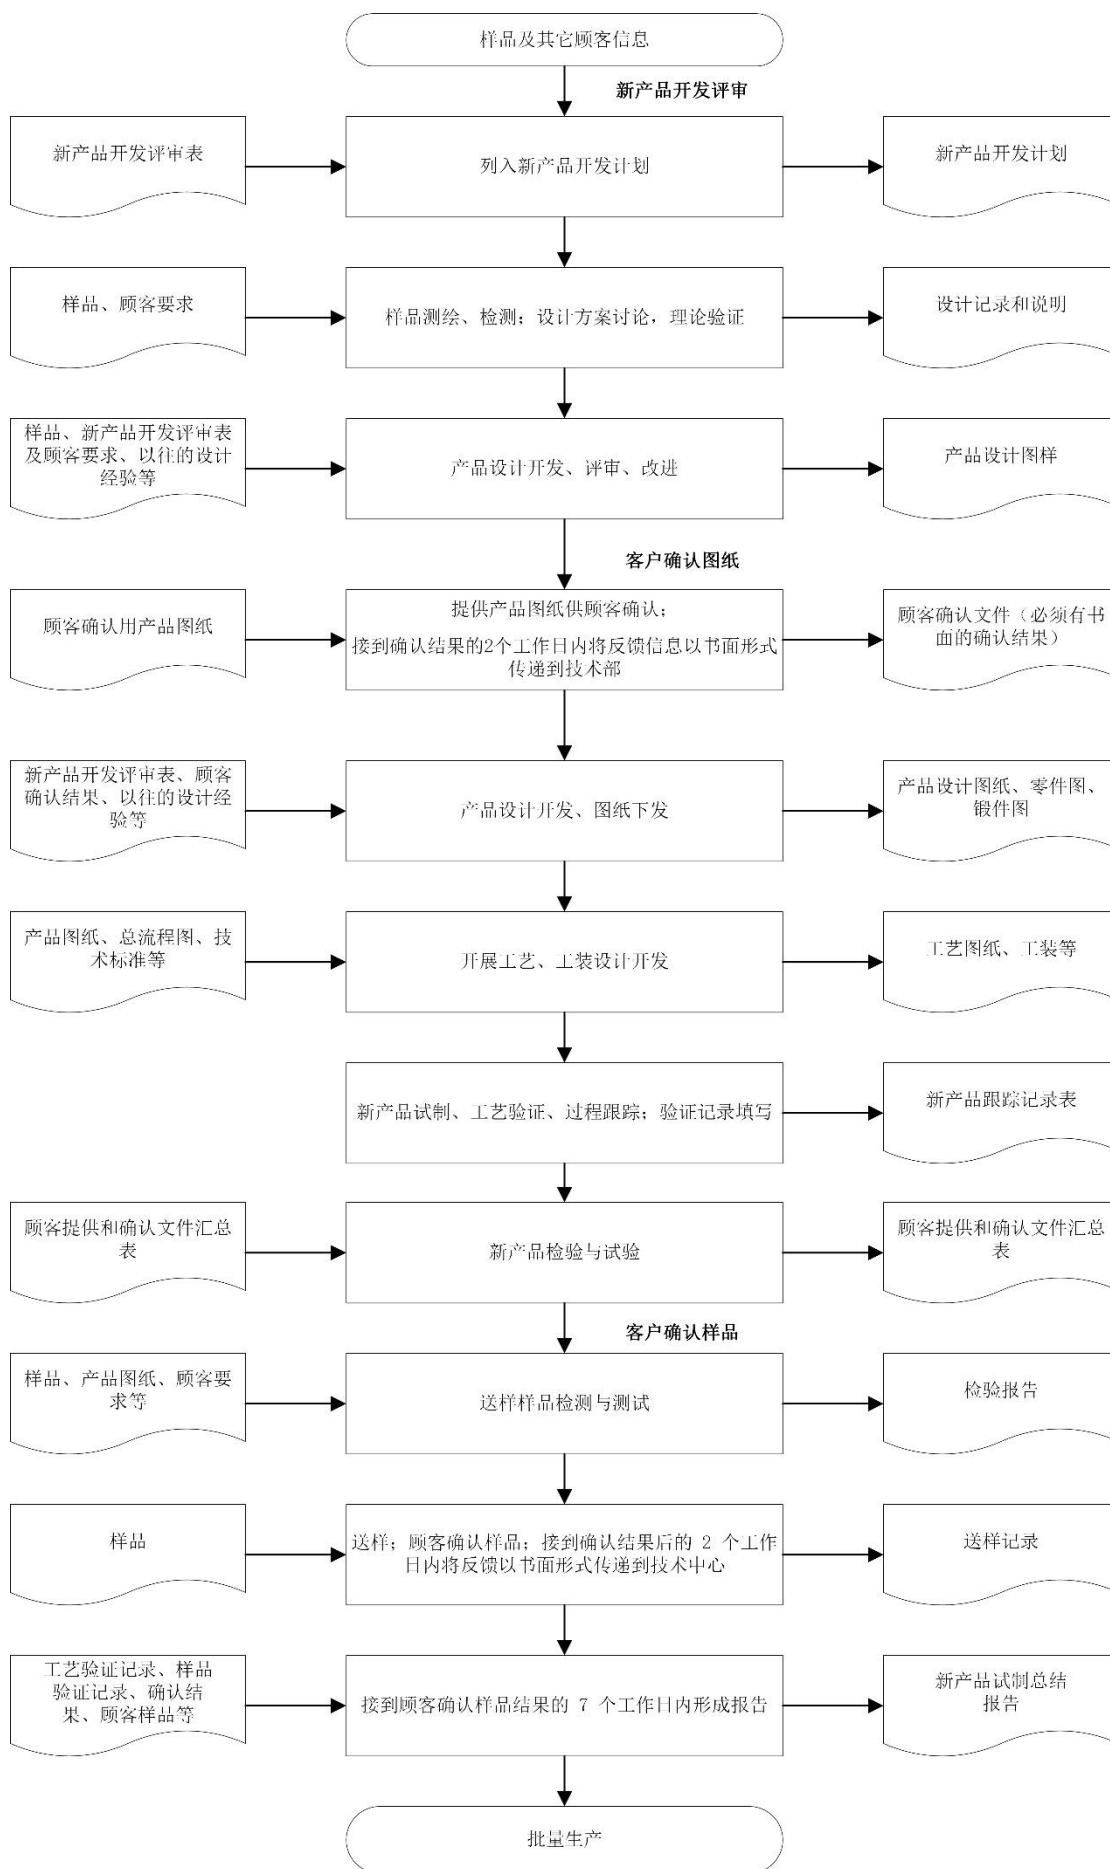 样品及其它顾客信息
新产品开发评审
新产品开发评审表
列入新产品开发计划
新产品开发计划
样品、顾客要求
样品测绘、检测；设计方案讨论，理论验证
设计记录和说明
样品、新产品开发评审表
及顾客要求、以往的设计
经验等
产品设计开发、评审、改进
产品设计图样
客户确认图纸
顾客确认用产品图纸
提供产品图纸供顾客确认；
接到确认结果的2个工作日内将反馈信息以书面形式
传递到技术部
顾客确认文件（必须有书
面的确认结果）
新产品开发评审表、顾客
确认结果、以往的设计经
验等
产品设计开发、图纸下发
产品设计图纸、零件图、
锻件图
产品图纸、总流程图、技
术标准等
开展工艺、工装设计开发
工艺图纸、工装等
新产品试制、工艺验证、过程跟踪；验证记录填写
新产品跟踪记录表
顾客提供和确认文件汇总
表
新产品检验与试验
顾客提供和确认文件汇总
表
客户确认样品
样品、产品图纸、顾客要
求等
送样样品检测与测试
检验报告
样品
送样；顾客确认样品；接到确认结果后的 2 个工作
日内将反馈以书面形式传递到技术中心
送样记录
工艺验证记录、样品
验证记录、确认结
果、顾客样品等
接到顾客确认样品结果的 7 个工作日内形成报告
新产品试制总结
报告
批量生产